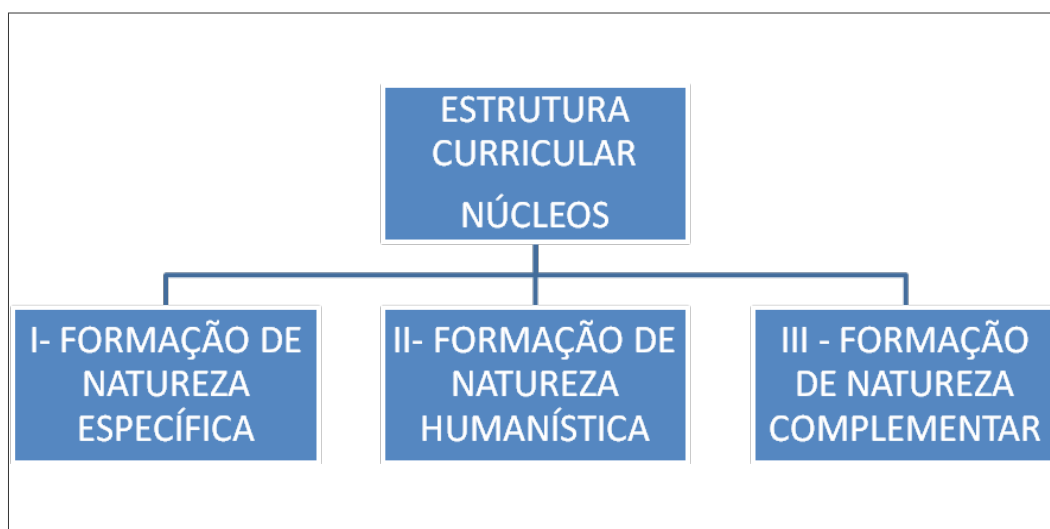 ESTRUTURA
CURRICULAR
NÚCLEOS
I- FORMAÇÃO DE
NATUREZA
ESPECÍFICA
II- FORMAÇÃO DE
NATUREZA
HUMANÍSTICA
III - FORMAÇÃO
DE NATUREZA
COMPLEMENTAR